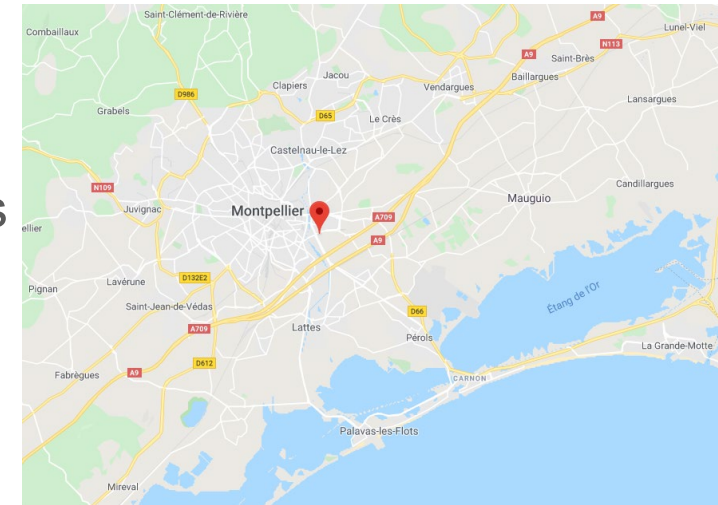 Saint-Clément-de-Rivière
A9
Lunel-Viel
Combaillaux
N113
A9
Saint-Brès
Jacou
Baillargues
Clapiers
Vendargues
D986
Lansargues
Grabels
D65
Le Crès
Castelnau-le-Lez
N109
Candillargues
Mauguio
Juvignac
Montpellier
S
A709
ellier
A9
Lavérune
D132E2
Pignan
Étang de l'Or
Saint-Jean-de-Védas
D66
A709
Lattes
Pérols
La Grande-Motte
D612
Fabrègues
A9
CARNON
Palavas-les-Flots
Mireval